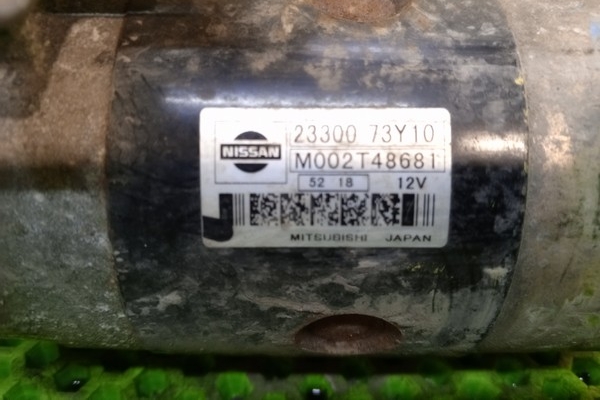 NISSAN
23300 73Y10
M002T48681
52 18 12V
MITSUBISHI JAPAN